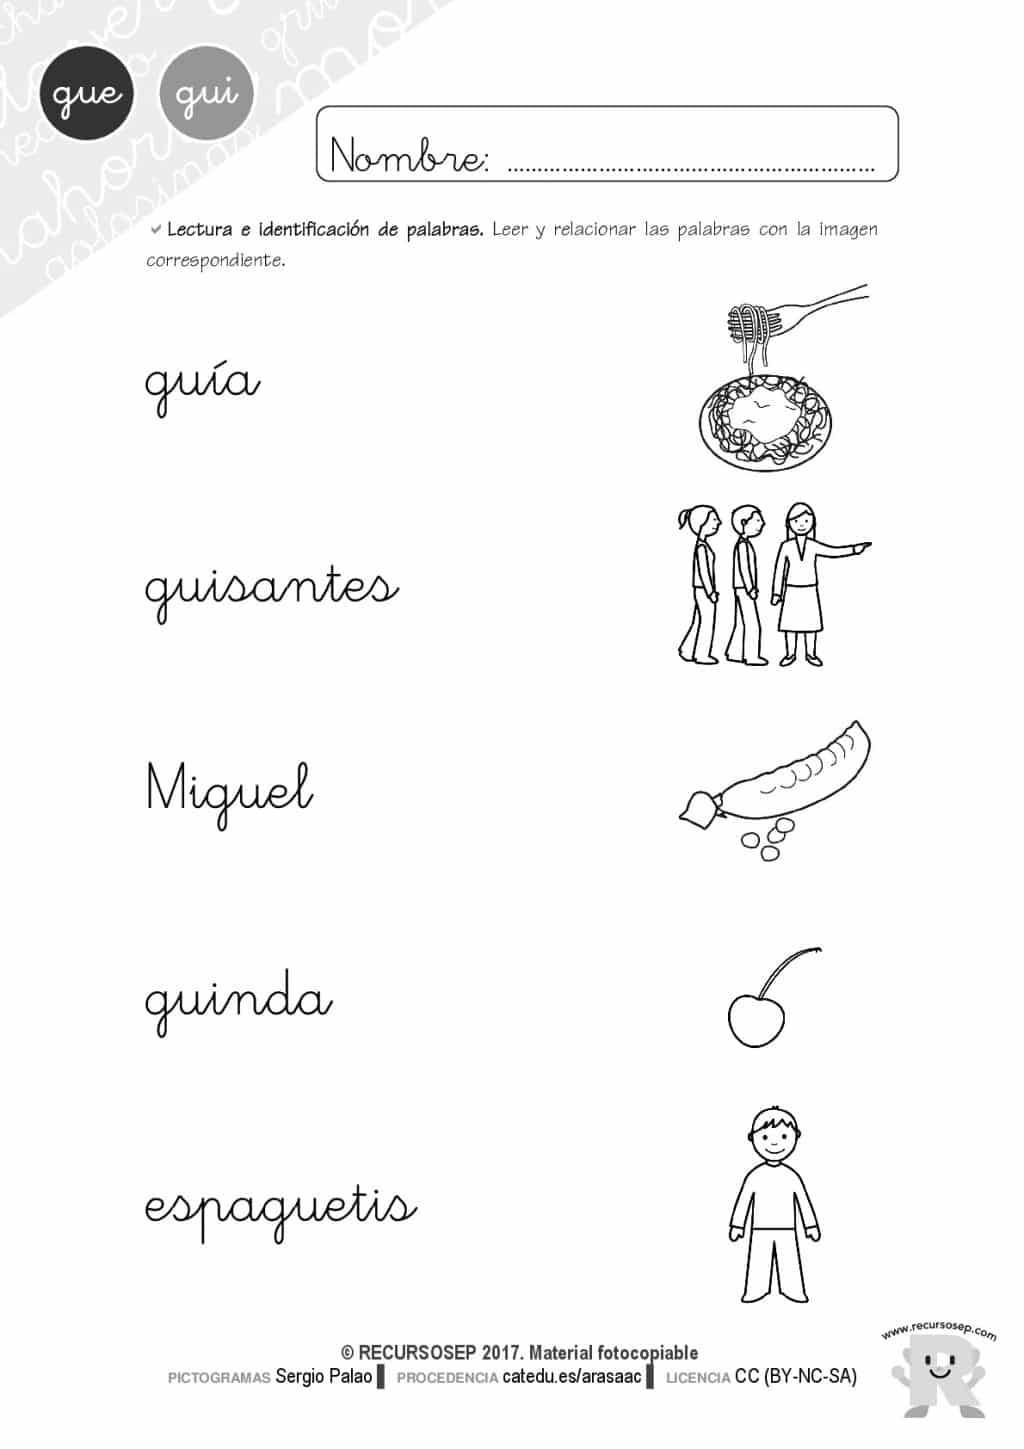 gue gui
Nombre: ..............................................................
Lectura e identificación de palabras. Leer y relacionar las palabras con la imagen
correspondiente.
guía
guisantes
Miguel
guinda
espaguetis
www.recursosep.com
R
© RECURSOSEP 2017. Material fotocopiable
PICTOGRAMAS Sergio Palao PROCEDENCIA catedu.es/arasaac LICENCIA CC (BY-NC-SA)